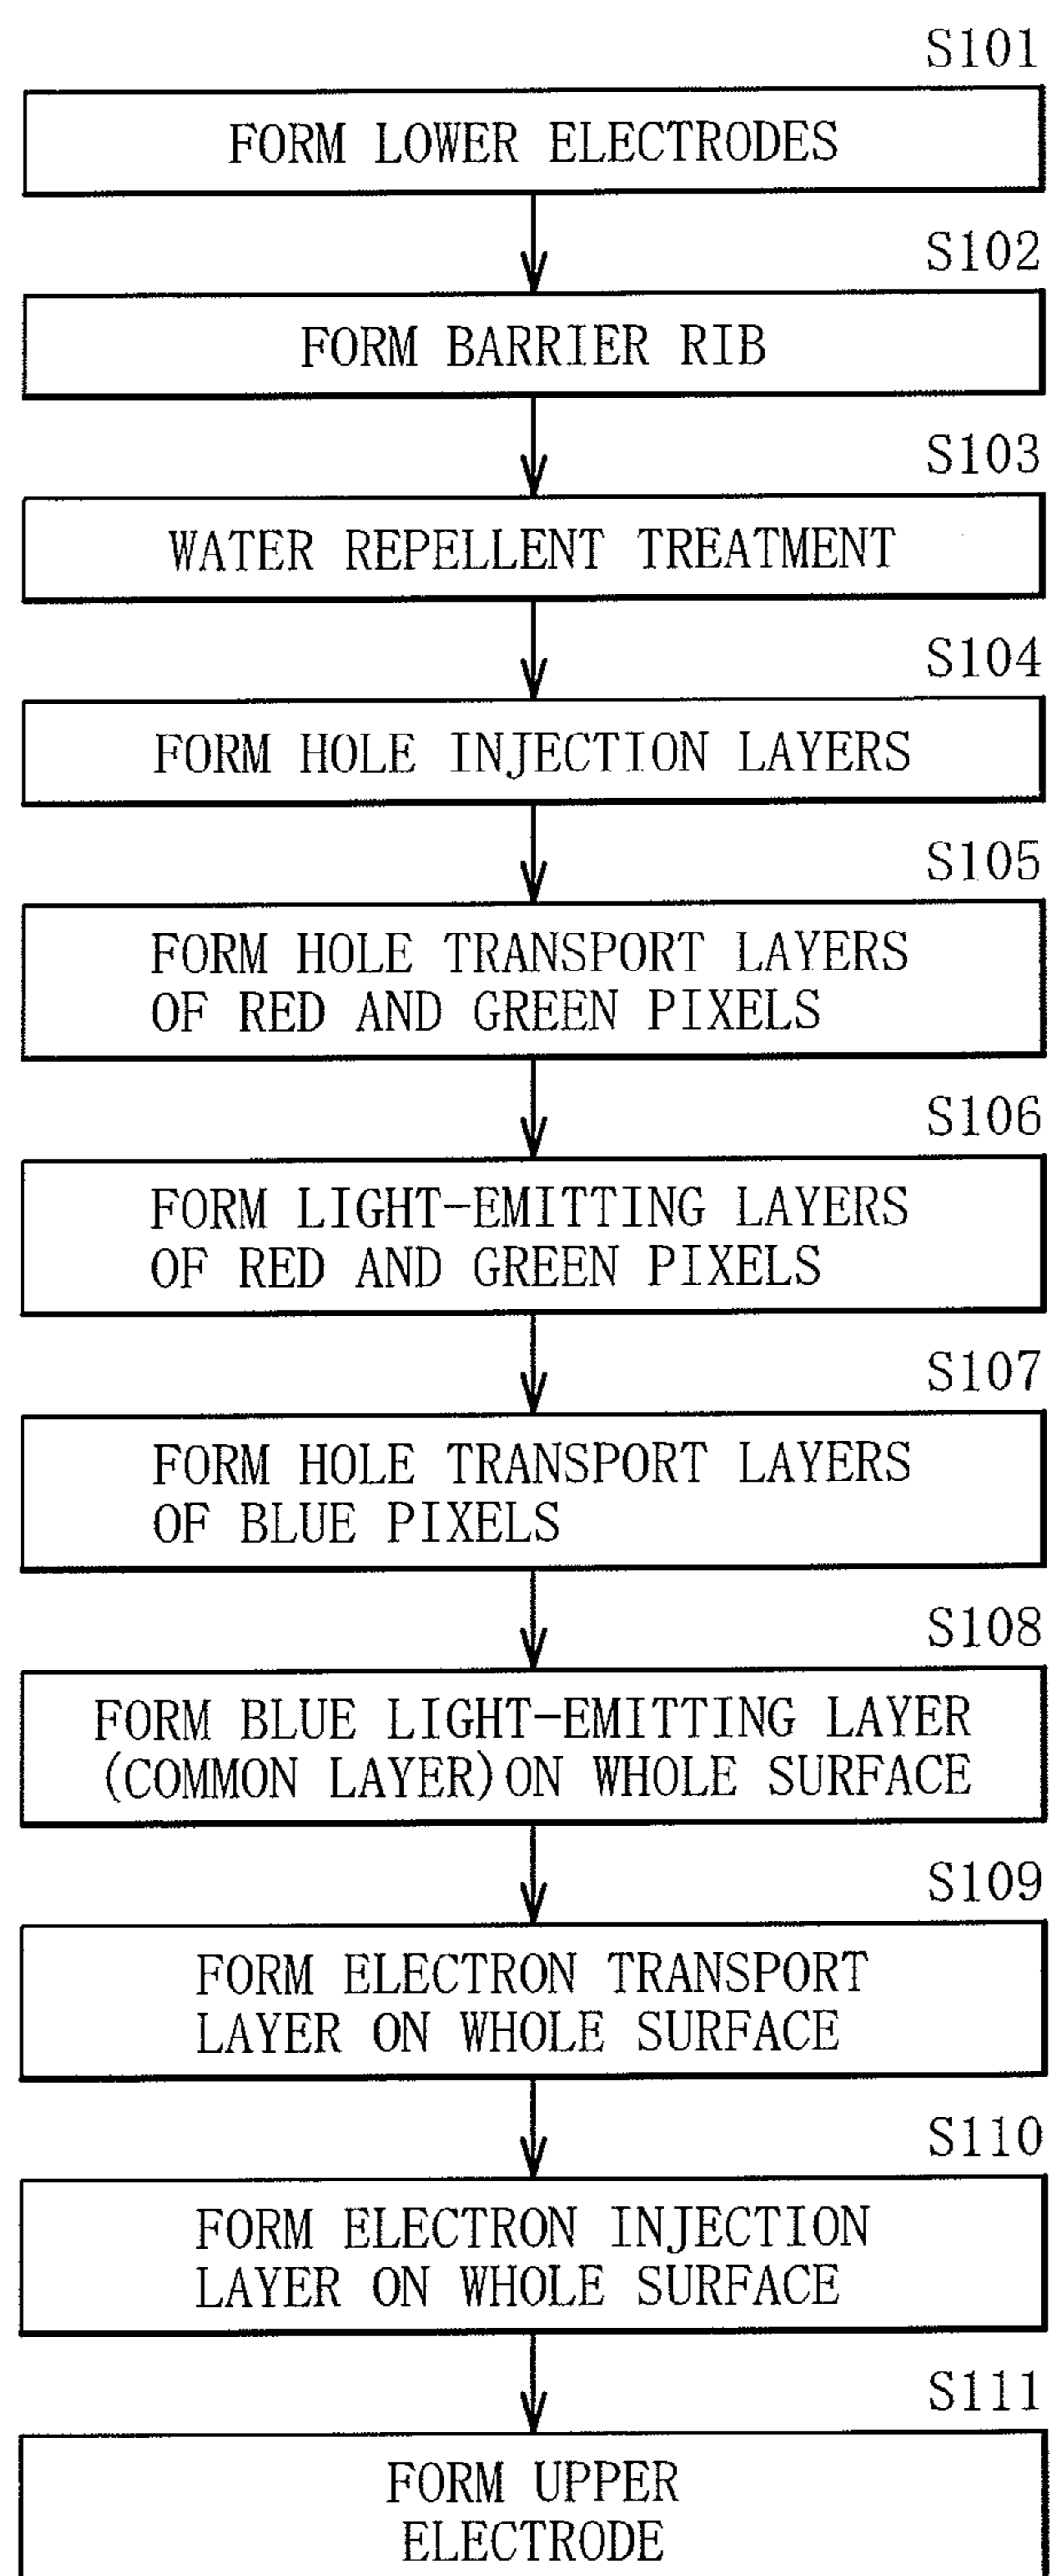 S101
FORM LOWER ELECTRODES
S102
FORM BARRIER RIB
S103
WATER REPELLENT TREATMENT
S104
FORM HOLE INJECTION LAYERS
S105
FORM HOLE TRANSPORT LAYERS
OF RED AND GREEN PIXELS
S106
FORM LIGHT-EMITTING LAYERS
OF RED AND GREEN PIXELS
S107
FORM HOLE TRANSPORT LAYERS
OF BLUE PIXELS
S108
FORM BLUE LIGHT-EMITTING LAYER
(COMMON LAYER) ON WHOLE SURFACE
S109
FORM ELECTRON TRANSPORT
LAYER ON WHOLE SURFACE
S110
FORM ELECTRON INJECTION
LAYER ON WHOLE SURFACE
S111
FORM UPPER
ELECTRODE